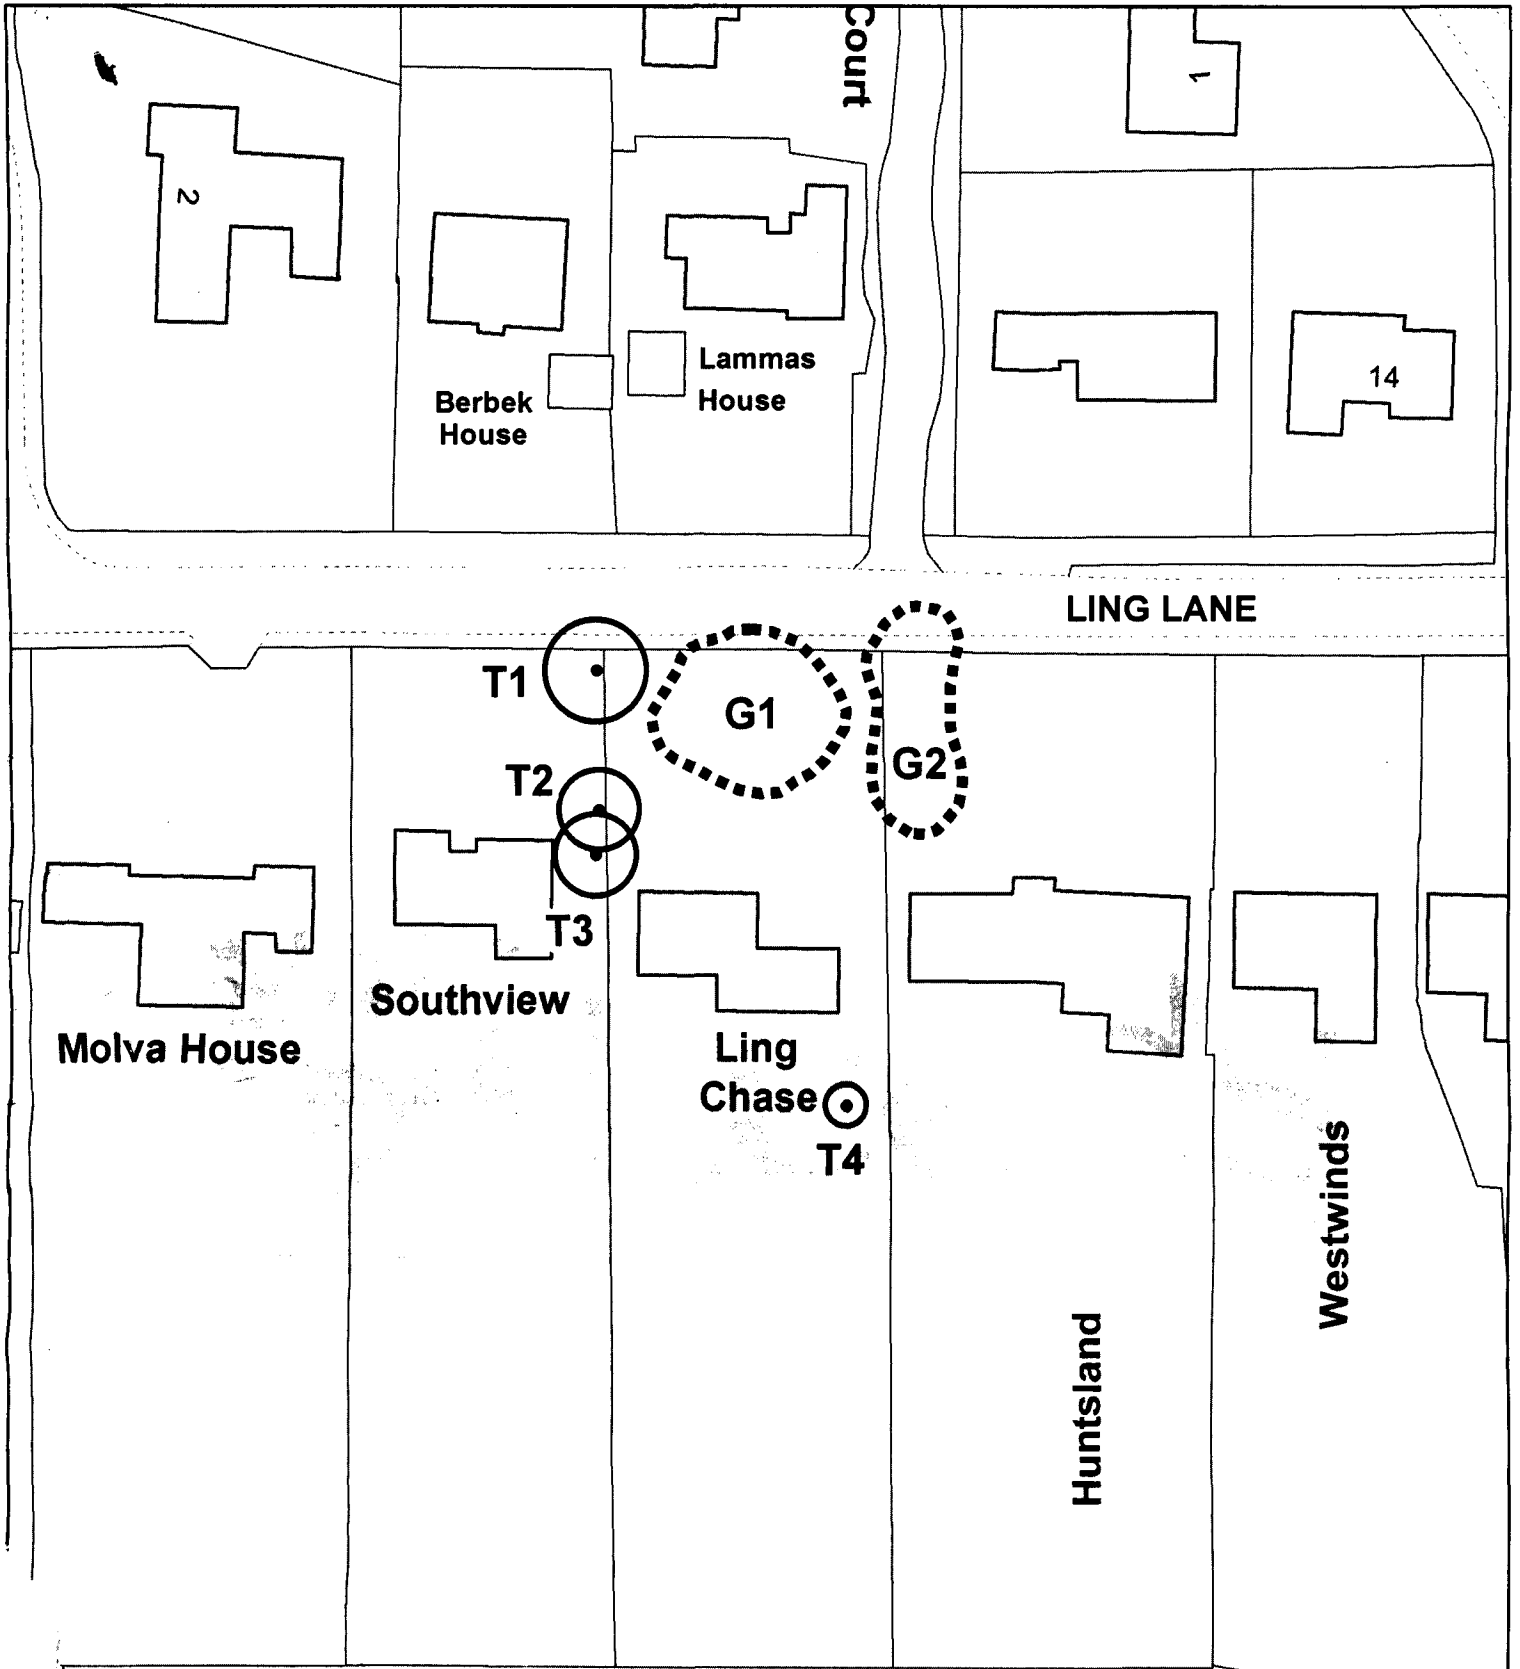 Court
1
2
Lammas
House
Berbek
House
14
LING LANE
T1
G1
T2
G2
T3
Southview
Molva House
Ling
Chase
T4
Westwinds
Huntsland